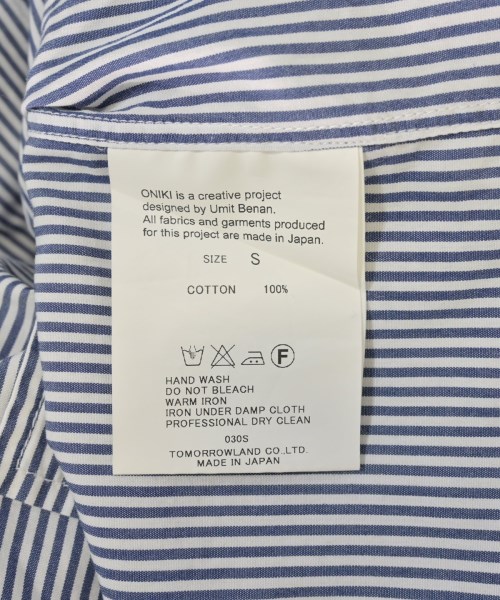 ONIKI is a creative project
designed by Umit Benan.
All fabrics and garments produced
for this project are made in Japan.
SIZE S
COTTON 100%
F
HAND WASH
DO NOT BLEACH
WARM IRON
IRON UNDER DAMP CLOTH
PROFESSIONAL DRY CLEAN
030S
TOMORROWLAND CO.,LTD.
MADE IN JAPAN